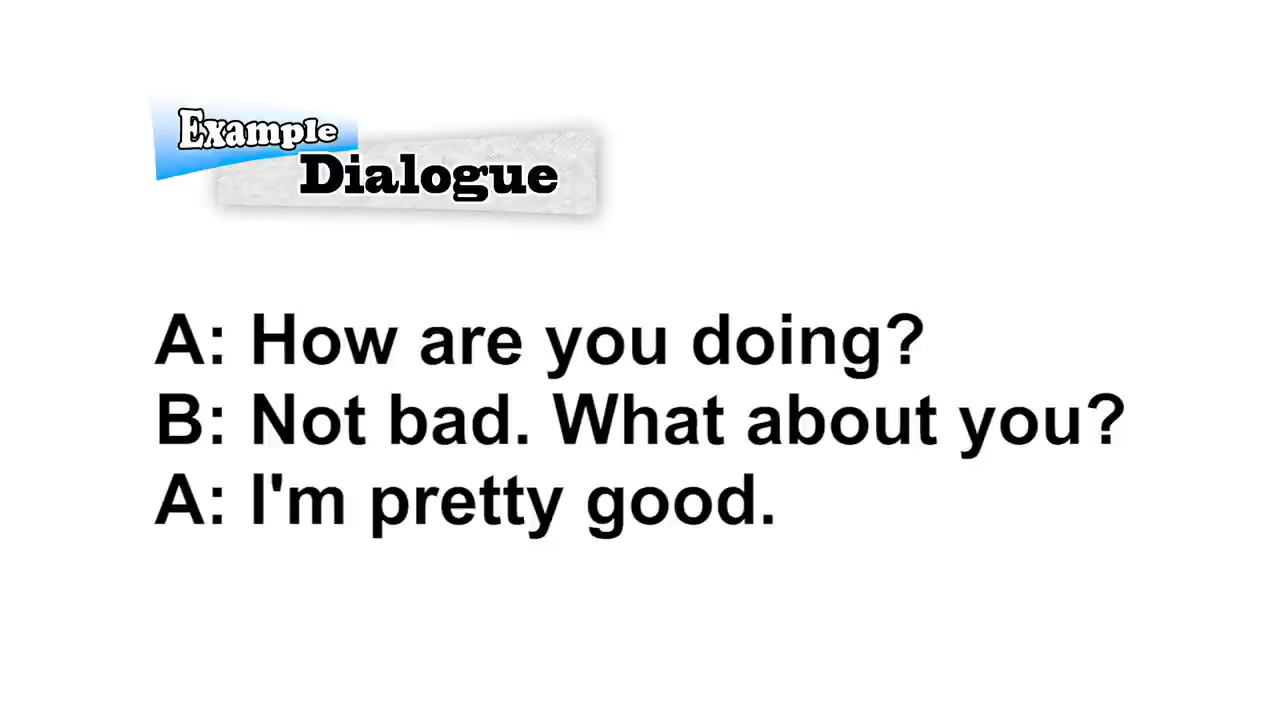 Example
Dialogue
A: How are you doing?
B: Not bad. What about you?
A: I'm pretty good.